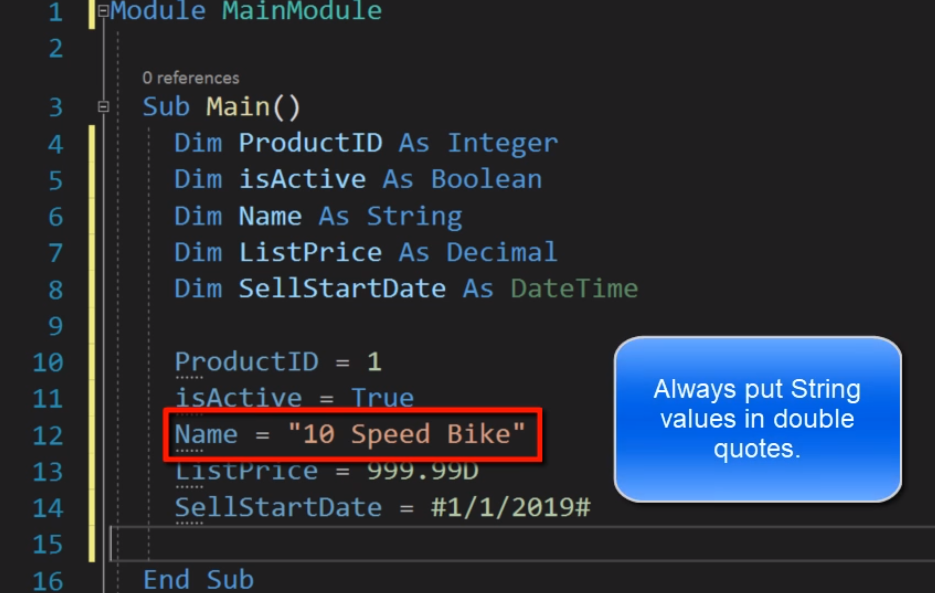 1 Module MainModule
2
0 references
3 Sub Main()
4 Dim ProductID As Integer
5 Dim isActive As Boolean
6 Dim Name As String
7 Dim ListPrice As Decimal
8 Dim SellStartDate As DateTime
9
10 ProductID = 1
11 isActive = True
12 Name = "10 Speed Bike"
13 ListPrice = 999.99D
14 SellStartDate = #1/1/2019#
15
16 End Sub
Always put String
values in double
quotes.